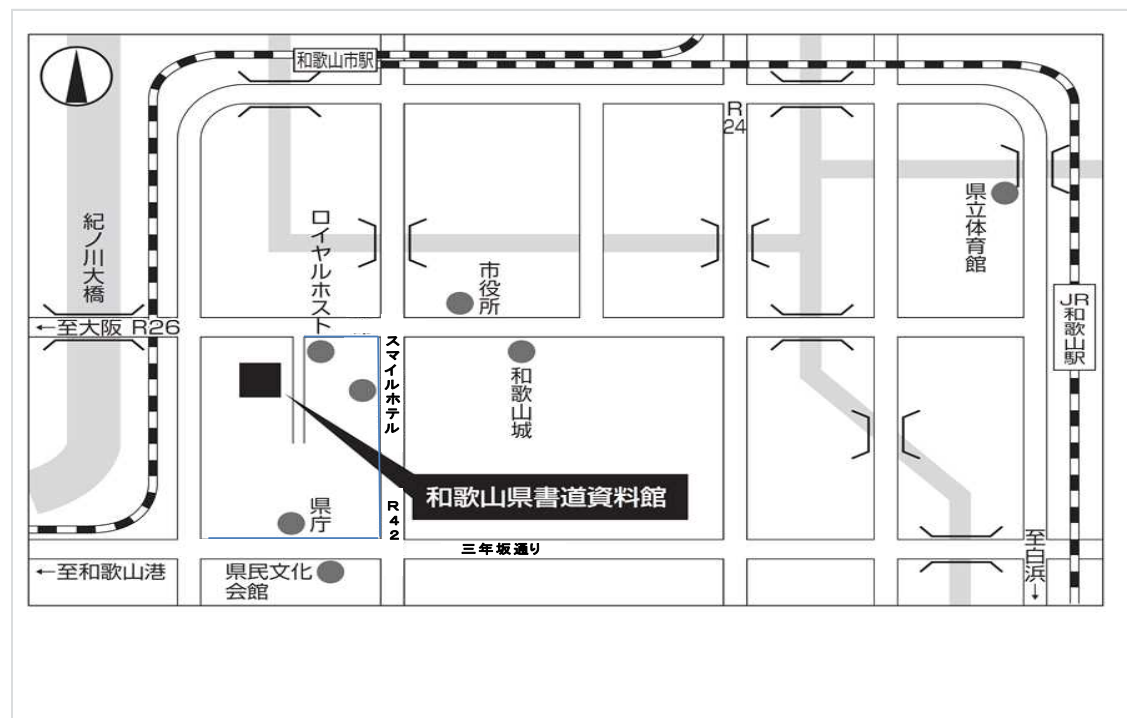 和歌山市駅
R
24
紀ノ川大橋
ロイヤルホスト
市役所
県立体育館
←至大阪 R26
JR和歌山駅
スマイルホテル
和歌山城
和歌山県書道資料館
県庁
R42
三年坂通り
←至和歌山港
県民文化
会館
至白浜→